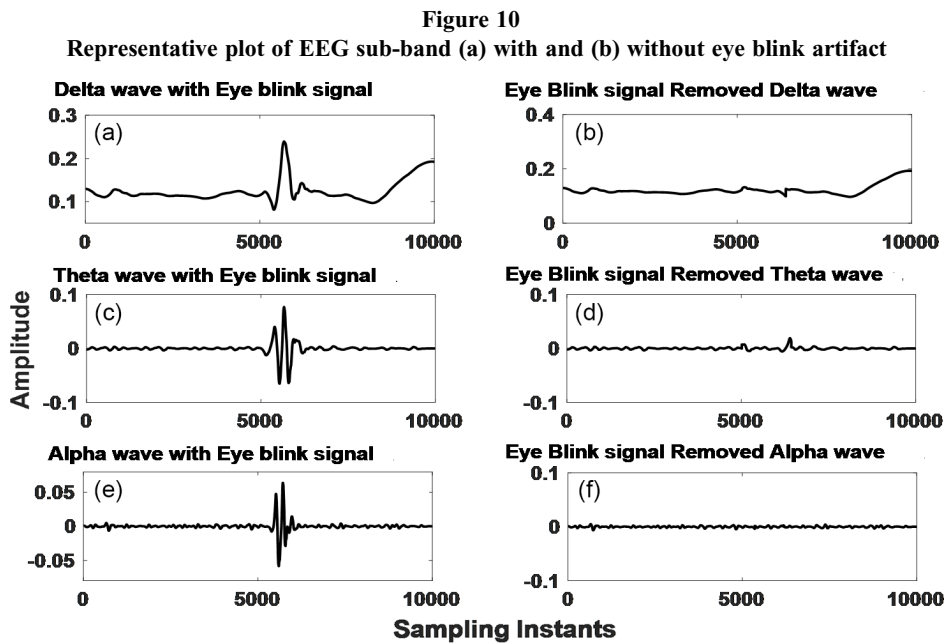 Figure 10
Representative plot of EEG sub-band (a) with and (b) without eye blink artifact
Delta wave with Eye blink signal
0.3
0.2
0.1
(a)
0 5000 10000
Eye Blink signal Removed Delta wave
0.4
0.2
0
(b)
0 5000 10000
Theta wave with Eye blink signal
0.1
0
-0.1
(c)
0 5000 10000
Eye Blink signal Removed Theta wave
0.1
0
-0.1
(d)
0 5000 10000
Alpha wave with Eye blink signal
0.05
0
-0.05
(e)
0 5000 10000
Eye Blink signal Removed Alpha wave
0.1
0
-0.1
(f)
0 5000 10000
Amplitude
Sampling Instants